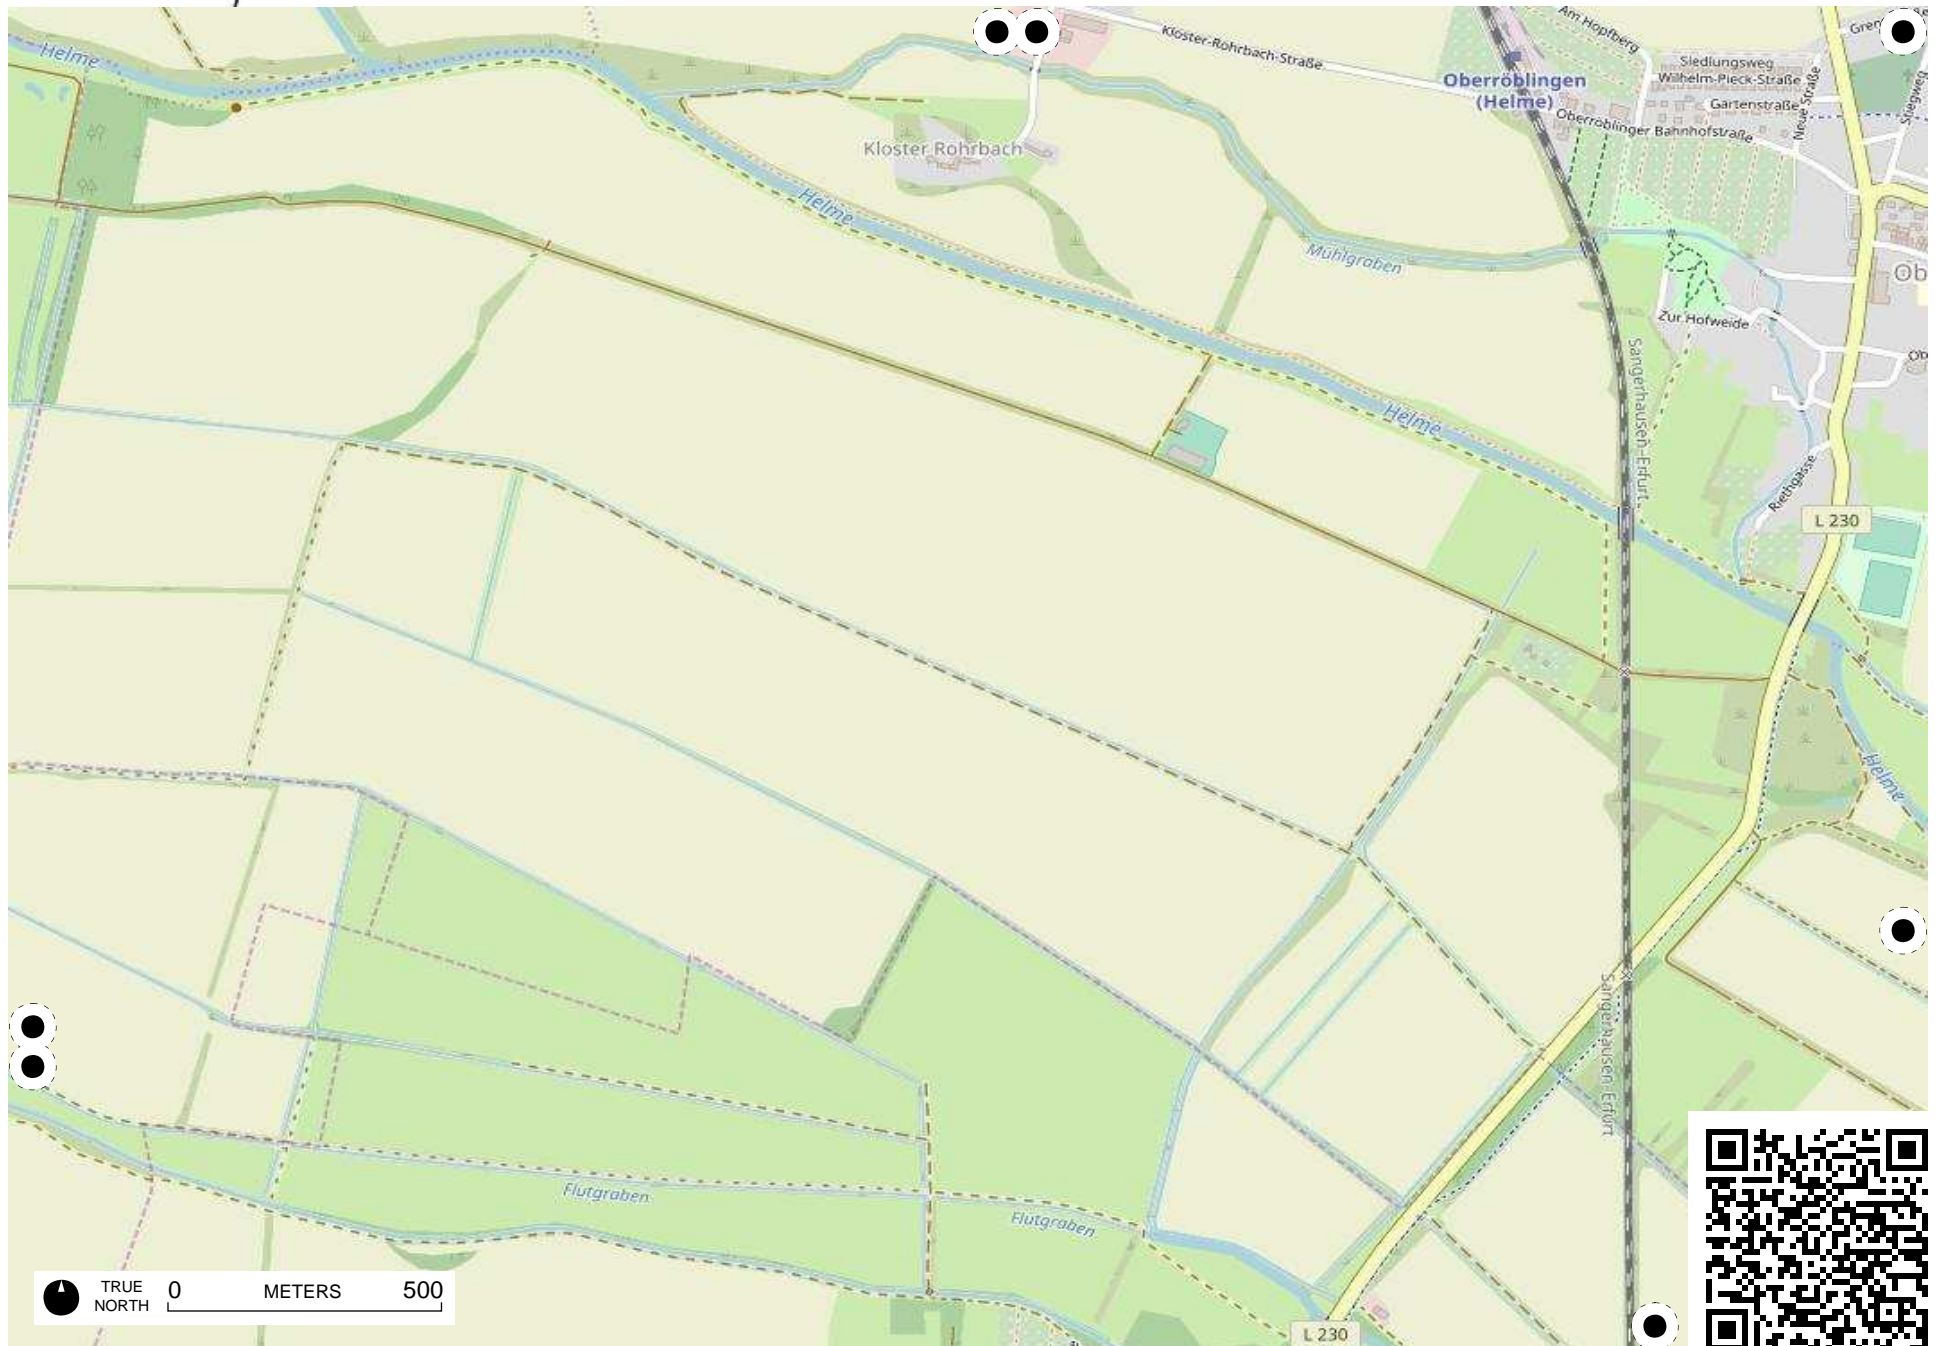 Helme
Kloster-Rohrbach-Straße
Am Hopfberg
Siedlungsweg
Wilhelm-Pieck-Straße
Gartenstraße
Neue Straße
Stiegweg
Oberröblingen
(Helme)
Oberröblinger Bahnhofstraße
Kloster Rohrbach
Helme
Mühlgraben
Ob
Zur Hofweide
Ob
Sangerhausen-Erfurt
Helme
Riethgasse
L 230
Helme
Sangerhausen-Erfurt
Flutgraben
Flutgraben
TRUE
NORTH
0 METERS 500
L 230